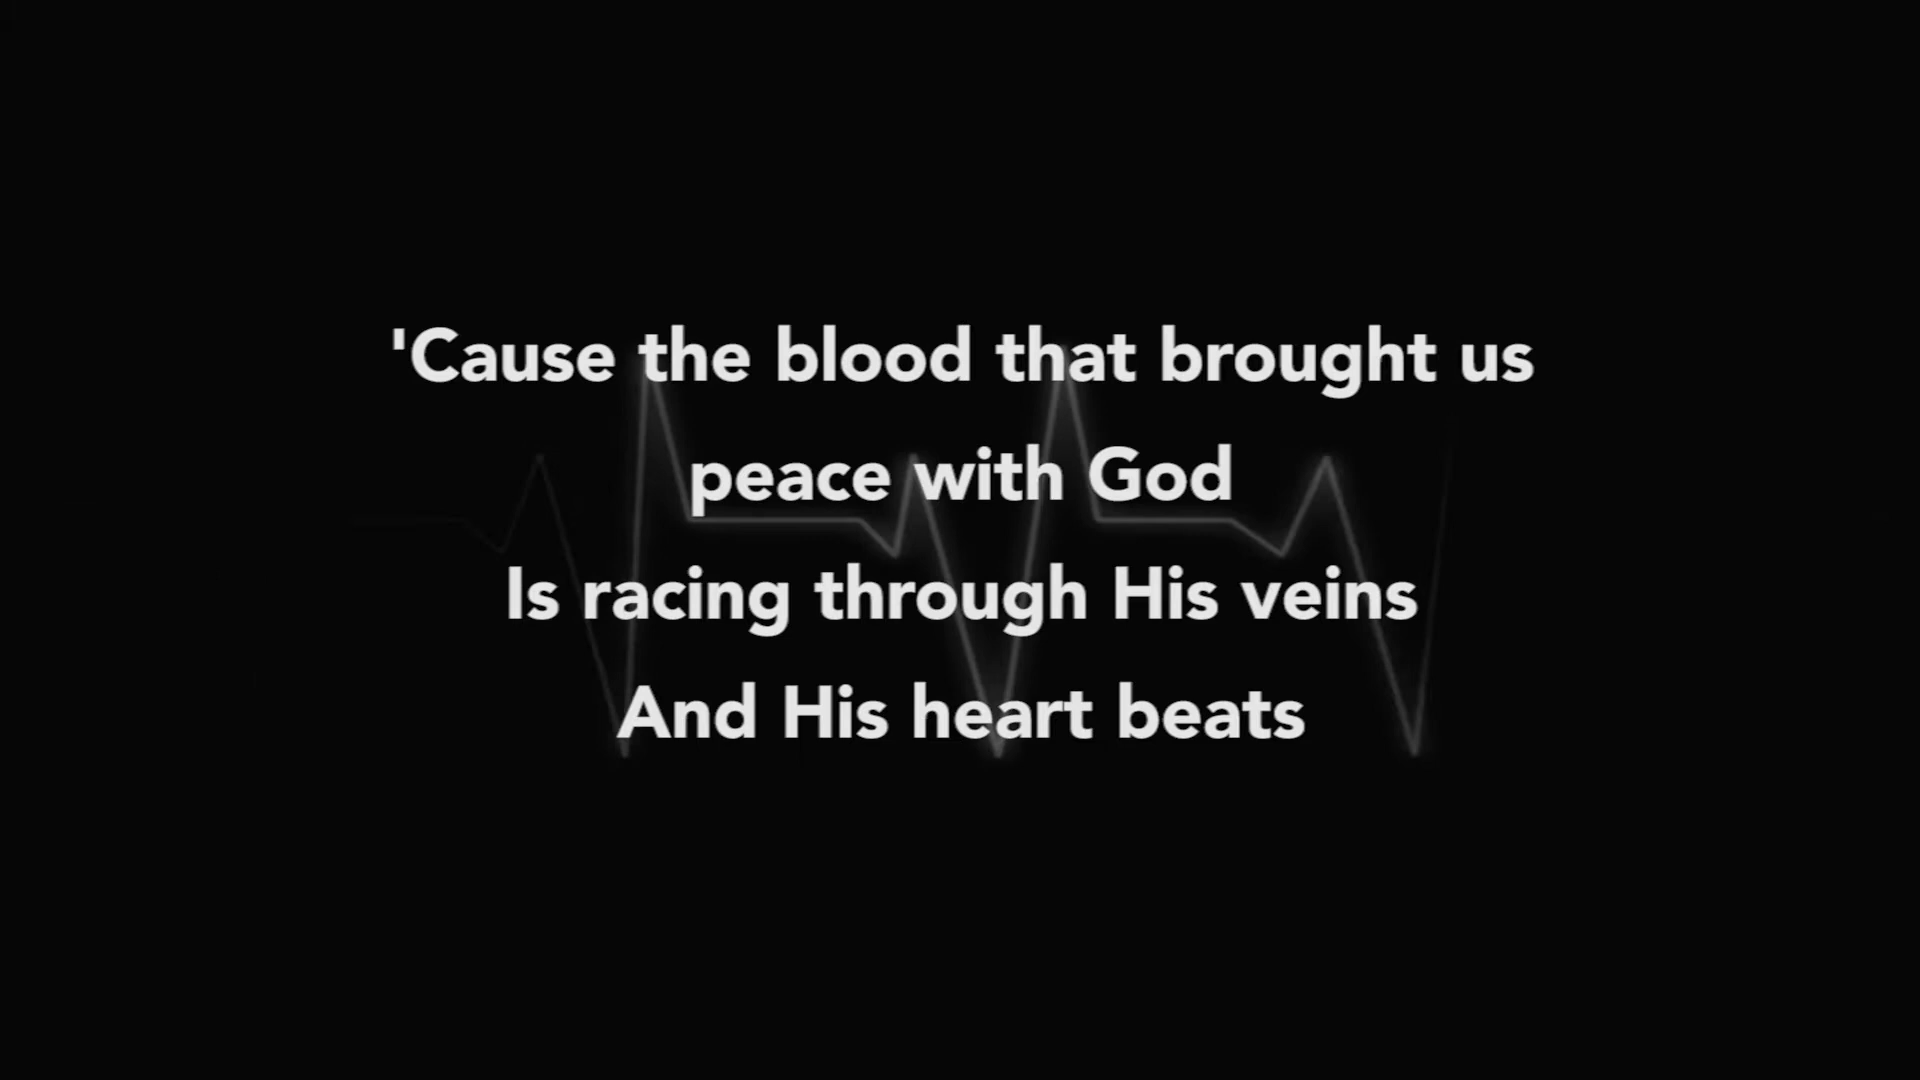 'Cause the blood that brought us
peace with God
Is racing through His veins
And His heart beats